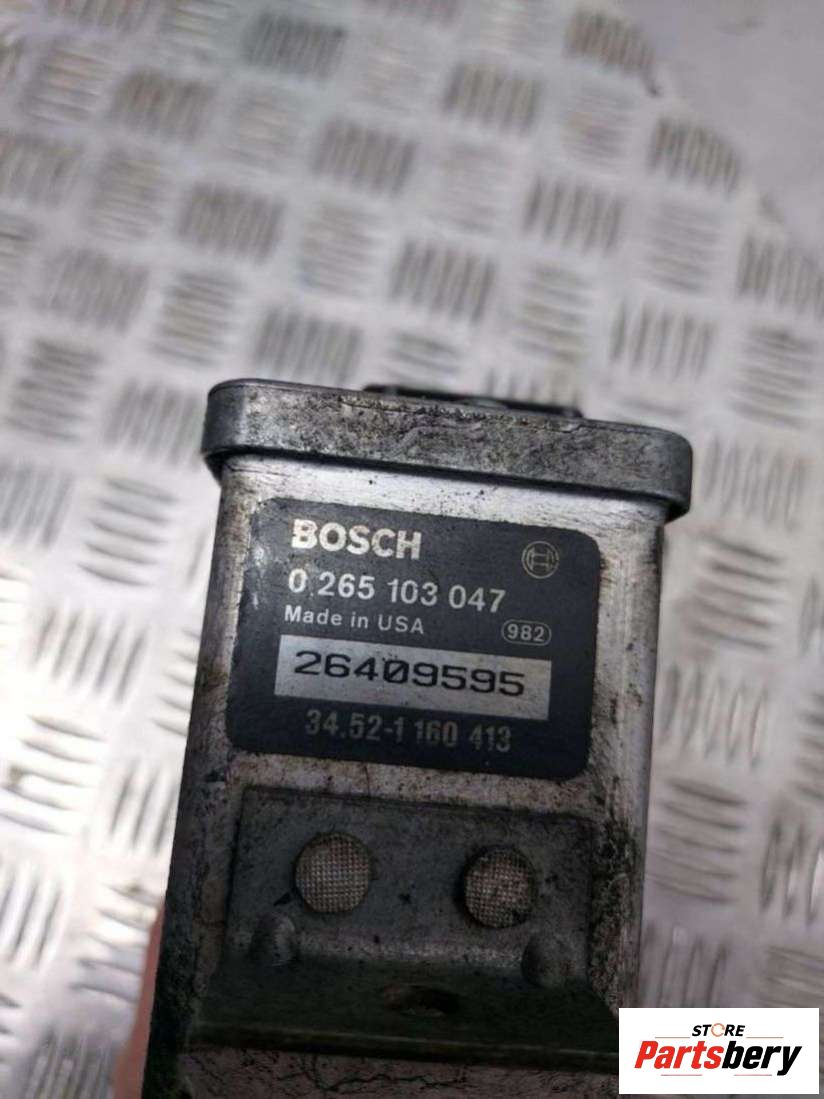 BOSCH
0 265 103 047
Made in USA 982
26409595
34.52-1 160 413
STORE
Partsbery